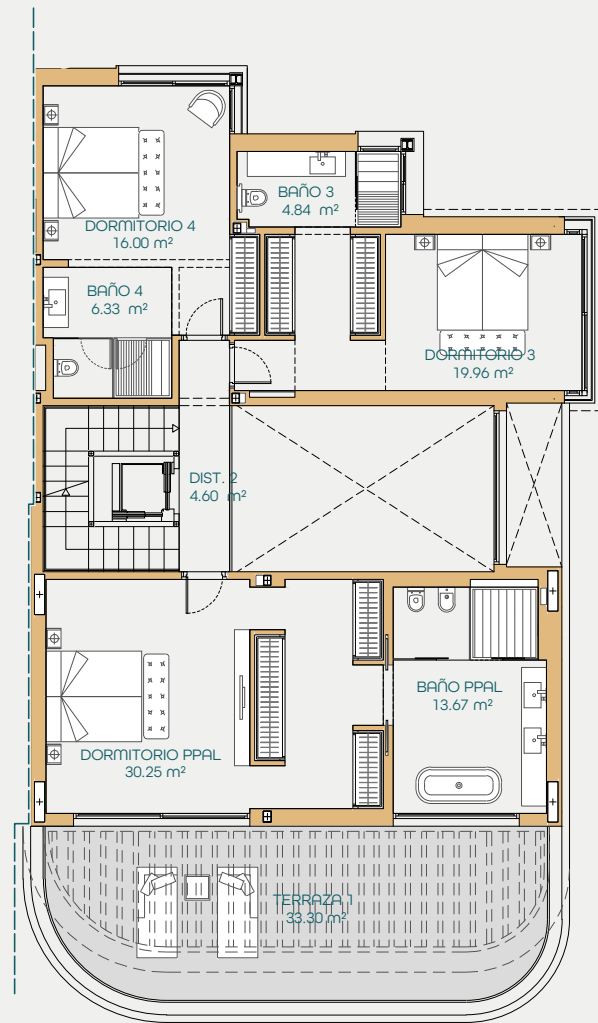 BAÑO 3
4.84 m²
DORMITORIO 4
16.00 m²
BAÑO 4
6.33 m²
DORMITORIO 3
19.96 m²
DIST. 2
4.60 m²
BAÑO PPAL
13.67 m²
DORMITORIO PPAL
30.25 m²
TERRAZA 1
33.30 m²